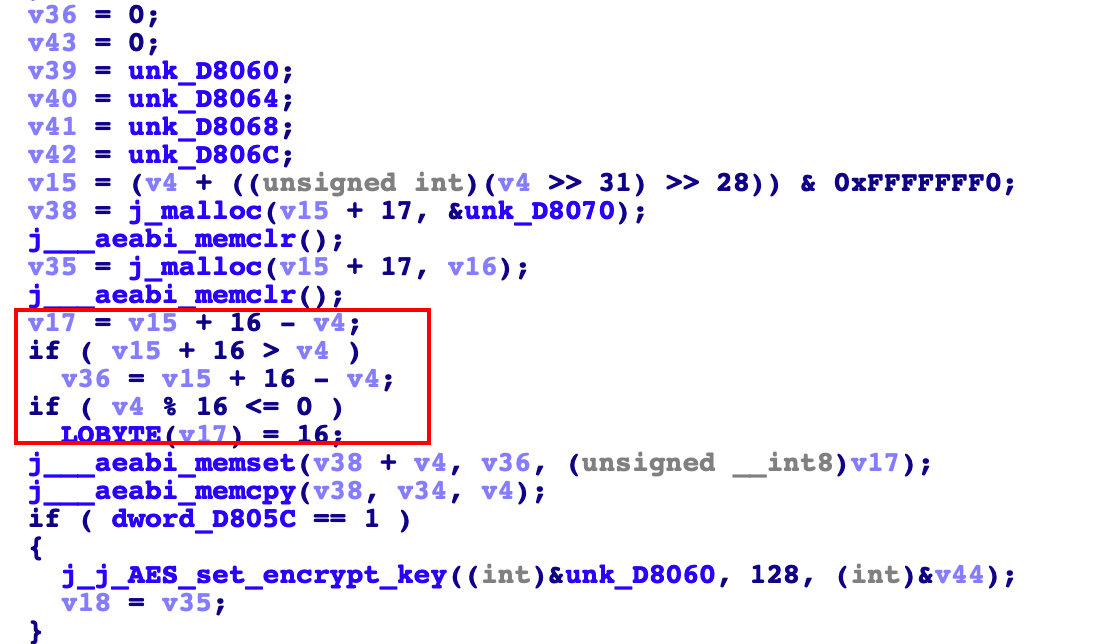 v36 = 0;
v43 = 0;
v39 = unk_D8060;
v40 = unk_D8064;
v41 = unk_D8068;
v42 = unk_D806C;
v15 = (v4 + ((unsigned int)(v4 >> 31) >> 28)) & 0xFFFFFFF0;
v38 = j_malloc(v15 + 17, &unk_D8070);
j___aeabi_memclr();
v35 = j_malloc(v15 + 17, v16);
j___aeabi_memclr();
v17 = v15 + 16 - v4;
if ( v15 + 16 > v4 )
  v36 = v15 + 16 - v4;
if ( v4 % 16 <= 0 )
  LOBYTE(v17) = 16;
j___aeabi_memset(v38 + v4, v36, (unsigned __int8)v17);
j___aeabi_memcpy(v38, v34, v4);
if ( dword_D805C == 1 )
{
  j_j_AES_set_encrypt_key((int)&unk_D8060, 128, (int)&v44);
  v18 = v35;
}